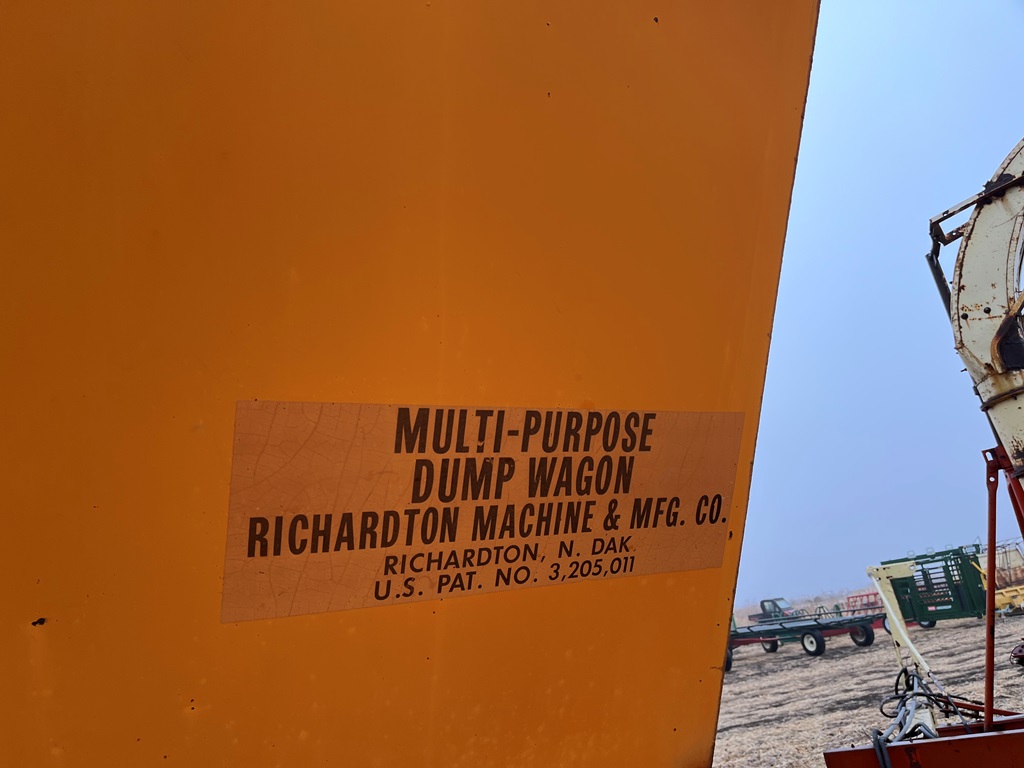 MULTI-PURPOSE
DUMP WAGON
RICHARDTON MACHINE & MFG. CO.
RICHARDTON, N. DAK.
U.S. PAT. NO. 3,205,011